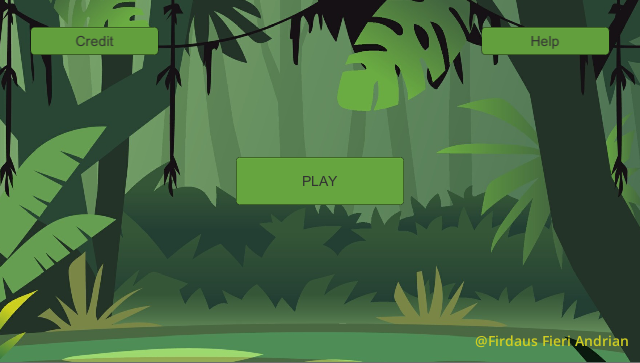 Credit
Help
PLAY
@Firdaus Fieri Andrian